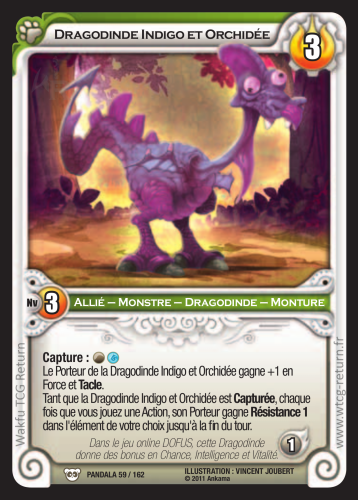 Dragodinde Indigo et Orchidée
3
Nv 3
Allié – Monstre – Dragodinde – Monture
Capture :
Le Porteur de la Dragodinde Indigo et Orchidée gagne +1 en
Force et Tacle.
Tant que la Dragodinde Indigo et Orchidée est Capturée, chaque
fois que vous jouez une Action, son Porteur gagne Résistance 1
dans l'élément de votre choix jusqu'à la fin du tour.
Dans le jeu online DOFUS, cette Dragodinde
donne des bonus en Chance, Intelligence et Vitalité.
1
PANDALA 59 / 162
ILLUSTRATION : VINCENT JOUBERT
© 2011 Ankama
Wakfu TCG Return
www.wtcg-return.fr